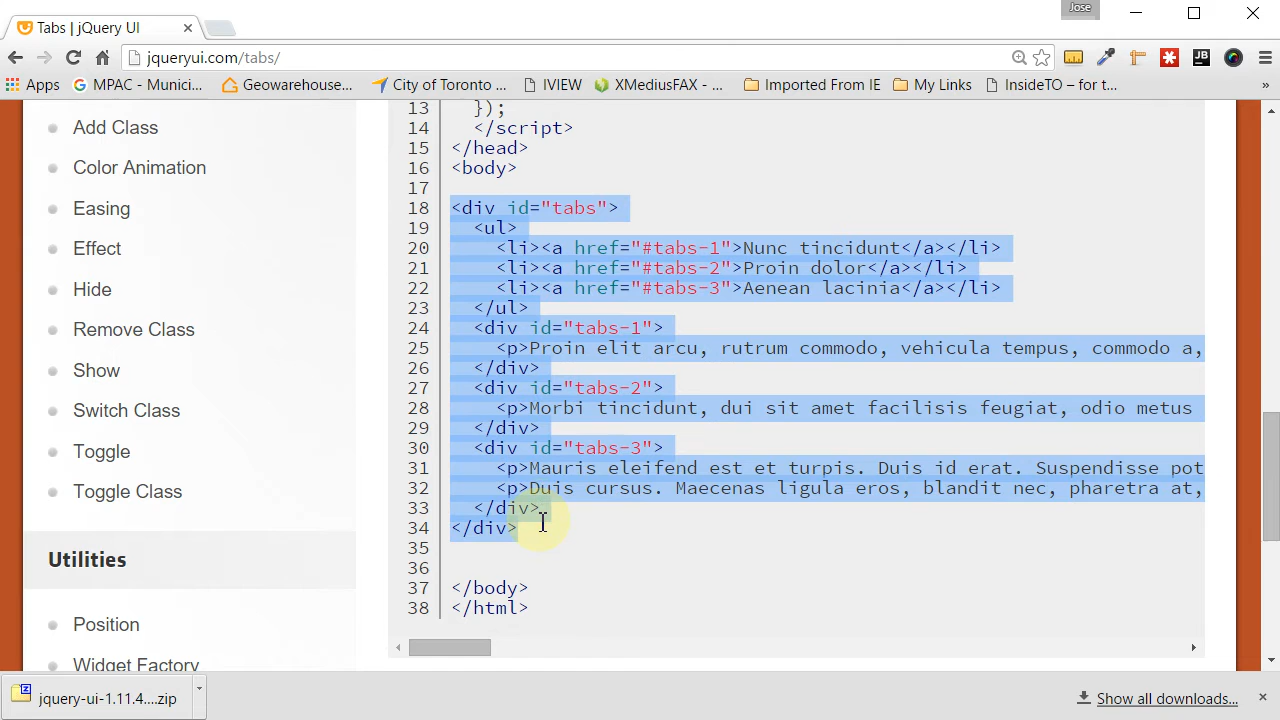 Jose
Tabs | jQuery UI
jqueryui.com/tabs/
Apps MPAC - Munici... Geowarehouse... City of Toronto ... IVIEW XMediusFAX - ... Imported From IE My Links InsideTO – for t... »
Add Class
Color Animation
Easing
Effect
Hide
Remove Class
Show
Switch Class
Toggle
Toggle Class
Utilities
Position
Widget Factory
13 });
14 </script>
15 </head>
16 <body>
17
18 <div id="tabs">
19 <ul>
20 <li><a href="#tabs-1">Nunc tincidunt</a></li>
21 <li><a href="#tabs-2">Proin dolor</a></li>
22 <li><a href="#tabs-3">Aenean lacinia</a></li>
23 </ul>
24 <div id="tabs-1">
25 <p>Proin elit arcu, rutrum commodo, vehicula tempus, commodo a,
26 </div>
27 <div id="tabs-2">
28 <p>Morbi tincidunt, dui sit amet facilisis feugiat, odio metus
29 </div>
30 <div id="tabs-3">
31 <p>Mauris eleifend est et turpis. Duis id erat. Suspendisse pot
32 <p>Duis cursus. Maecenas ligula eros, blandit nec, pharetra at,
33 </div>
34 </div>
35
36
37 </body>
38 </html>
jquery-ui-1.11.4....zip
Show all downloads...